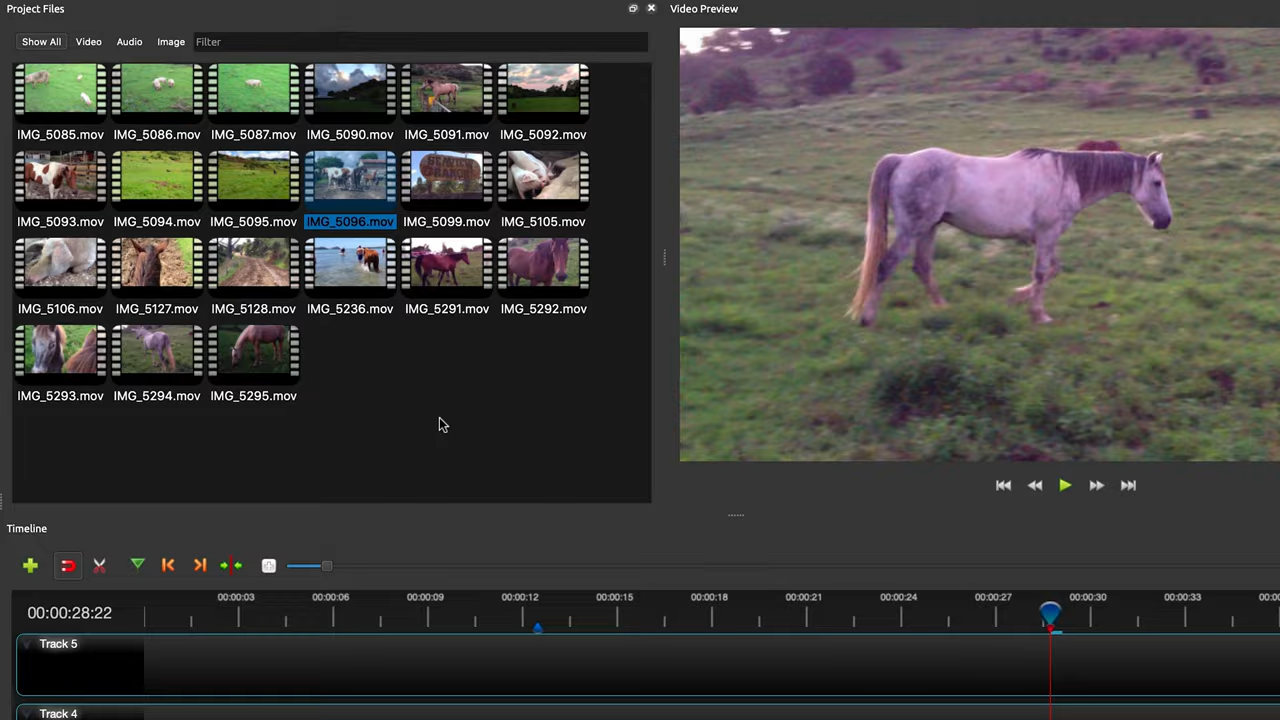 Project Files
Video Preview
Show All Video Audio Image Filter
IMG_5085.mov IMG_5086.mov IMG_5087.mov IMG_5090.mov IMG_5091.mov IMG_5092.mov
IMG_5093.mov IMG_5094.mov IMG_5095.mov IMG_5096.mov IMG_5099.mov IMG_5105.mov
IMG_5106.mov IMG_5127.mov IMG_5128.mov IMG_5236.mov IMG_5291.mov IMG_5292.mov
IMG_5293.mov IMG_5294.mov IMG_5295.mov
Timeline
00:00:28:22
00:00:03 00:00:06 00:00:09 00:00:12 00:00:15 00:00:18 00:00:21 00:00:24 00:00:27 00:00:30 00:00:33
Track 5
Track 4